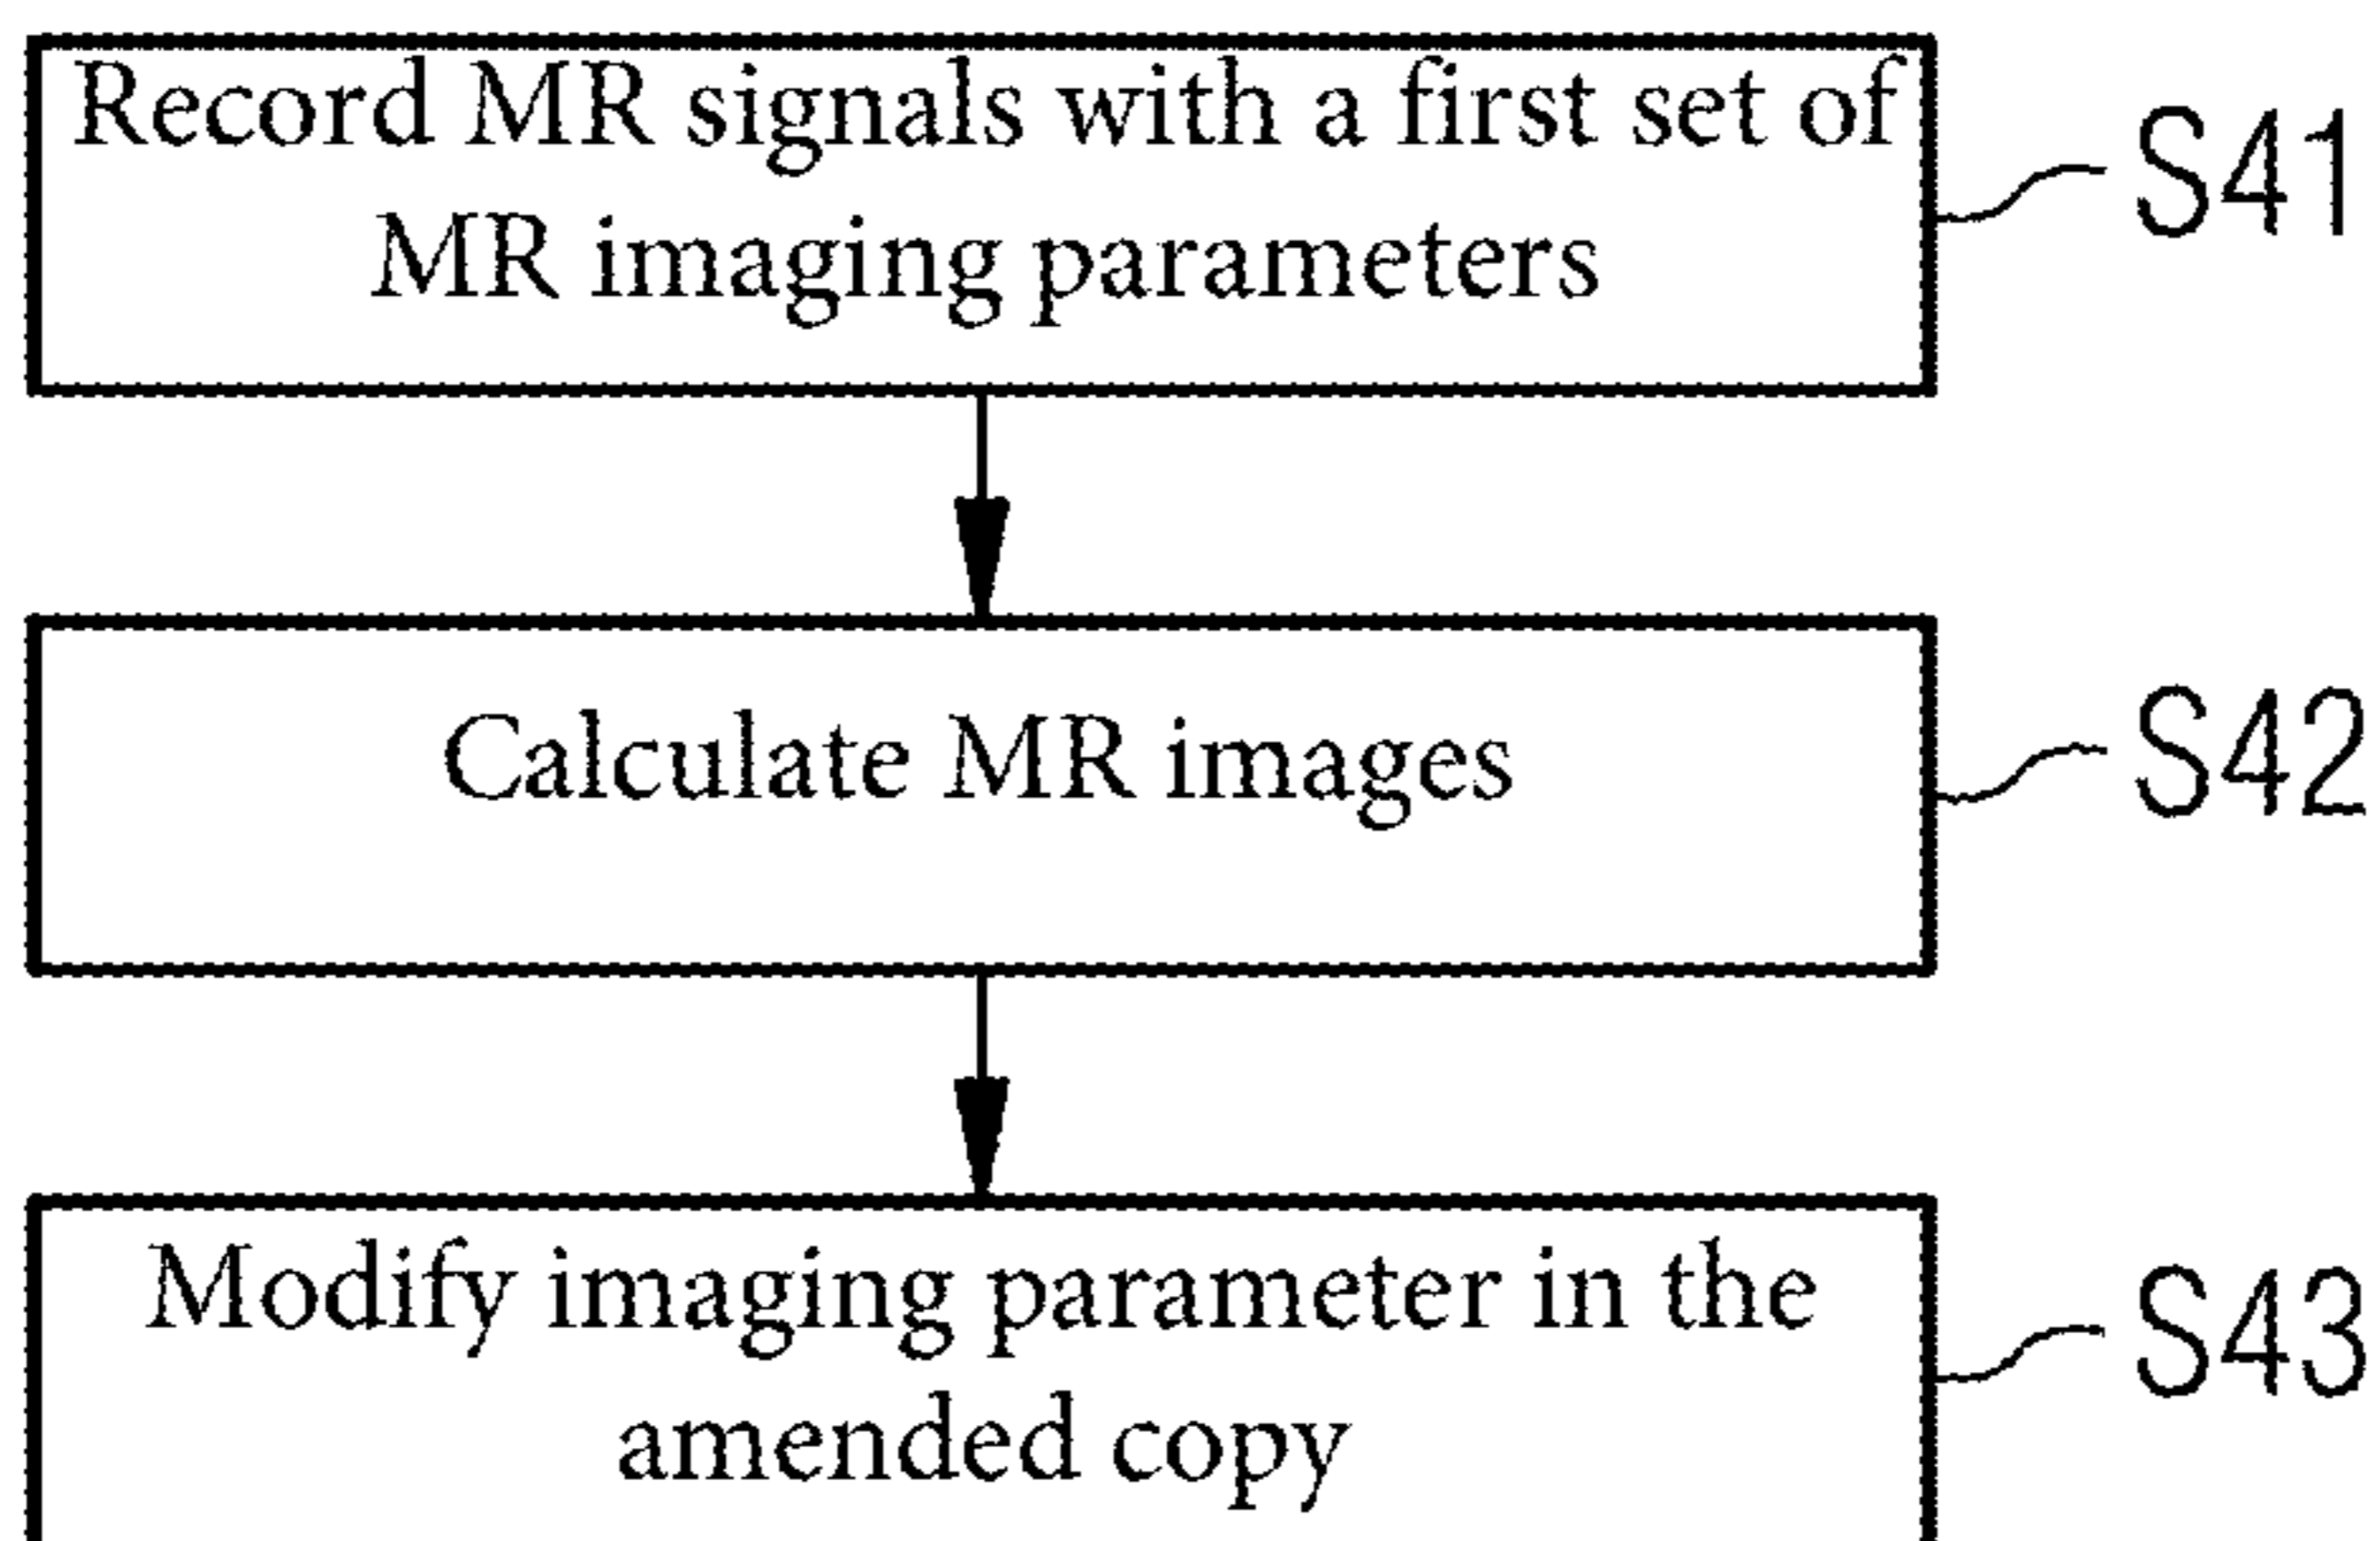 Record MR signals with a first set of
MR imaging parameters
S41
Calculate MR images
S42
Modify imaging parameter in the
amended copy
S43